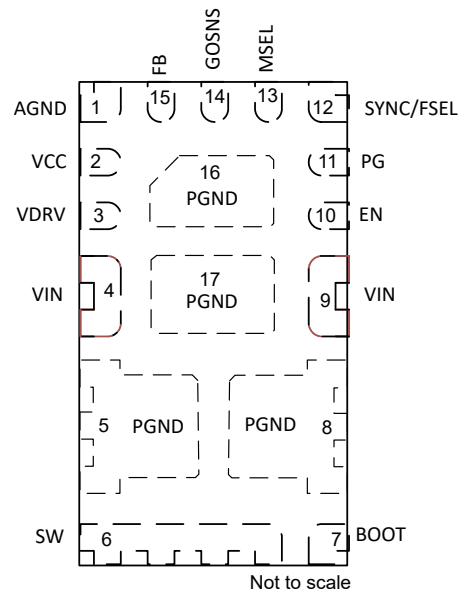 FB
GOSNS
MSEL
AGND 1 15 14 13 12 SYNC/FSEL
VCC 2 16 11 PG
PGND
VDRV 3 10 EN
17
VIN 4 PGND 9 VIN
5 PGND PGND 8
SW 6 7 BOOT
Not to scale